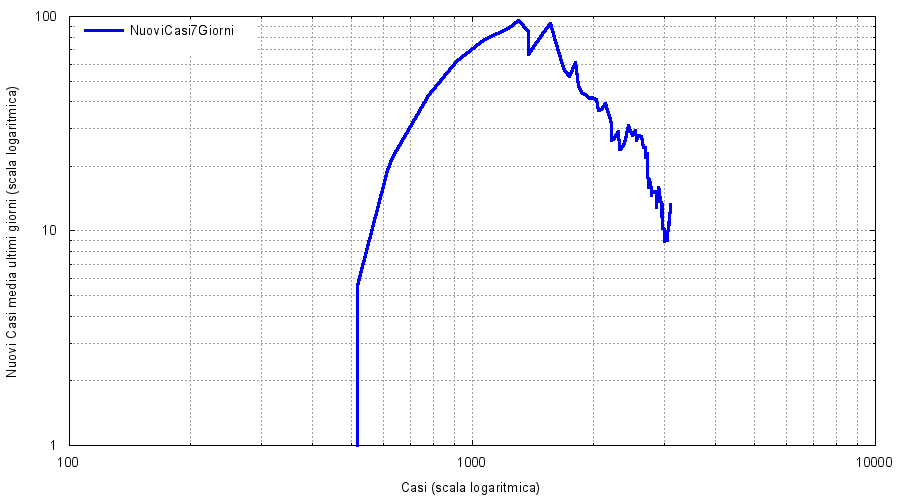 100
NuoviCasi7Giorni
10
1
Nuovi Casi media ultimi giorni (scala logaritmica)
100
1000
10000
Casi (scala logaritmica)